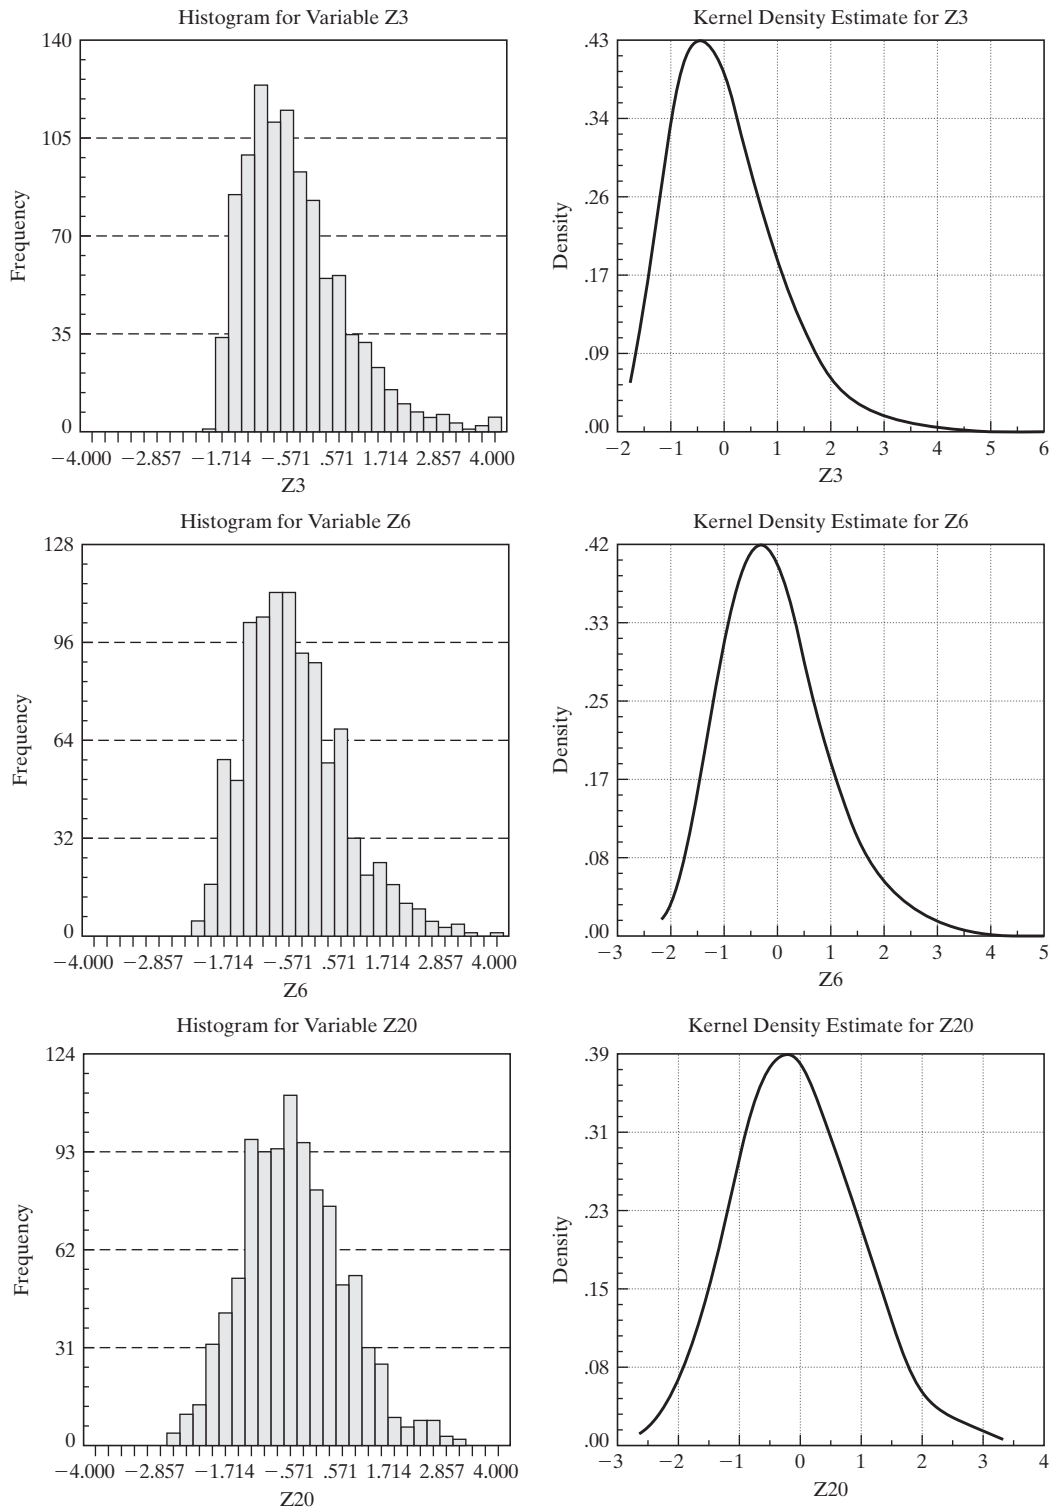 Histogram for Variable Z3
140
105
70
35
0
Frequency
−4.000 −2.857 −1.714 −.571 .571 1.714 2.857 4.000
Z3
Kernel Density Estimate for Z3
.43
.34
.26
.17
.09
.00
Density
−2 −1 0 1 2 3 4 5 6
Z3
Histogram for Variable Z6
128
96
64
32
0
Frequency
−4.000 −2.857 −1.714 −.571 .571 1.714 2.857 4.000
Z6
Kernel Density Estimate for Z6
.42
.33
.25
.17
.08
.00
Density
−3 −2 −1 0 1 2 3 4 5
Z6
Histogram for Variable Z20
124
93
62
31
0
Frequency
−4.000 −2.857 −1.714 −.571 .571 1.714 2.857 4.000
Z20
Kernel Density Estimate for Z20
.39
.31
.23
.15
.08
.00
Density
−3 −2 −1 0 1 2 3 4
Z20